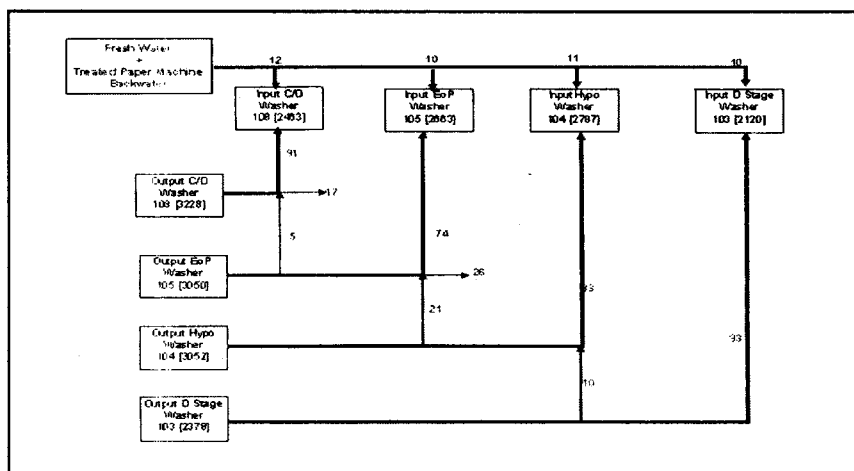 Fresh Water
+
Treated Paper Machine
Backwater
12
10
11
10
Input C/D
Washer
108 [2463]
Input EoP
Washer
105 [2663]
Input Hypo
Washer
104 [2787]
Input D Stage
Washer
103 [2120]
91
Output C/D
Washer
108 [3228]
17
5
74
Output EoP
Washer
105 [3050]
26
21
Output Hypo
Washer
104 [3052]
93
10
Output D Stage
Washer
103 [2378]